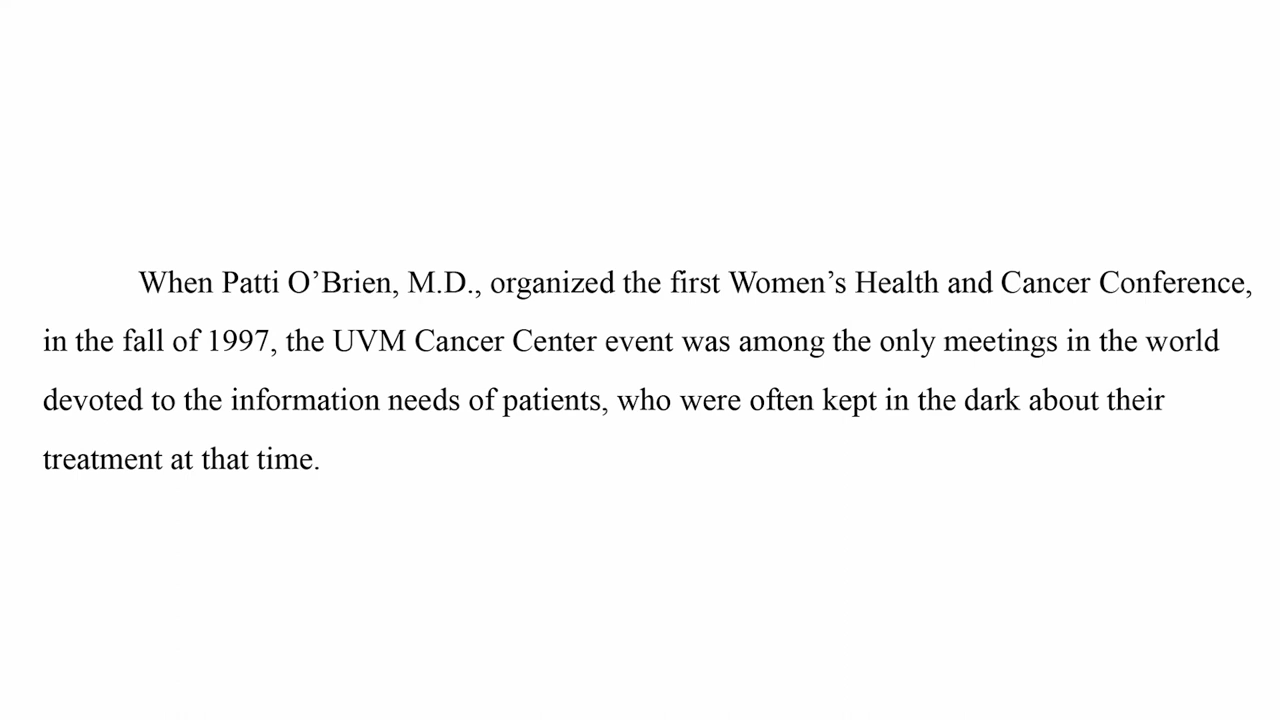 When Patti O’Brien, M.D., organized the first Women’s Health and Cancer Conference,
in the fall of 1997, the UVM Cancer Center event was among the only meetings in the world
devoted to the information needs of patients, who were often kept in the dark about their
treatment at that time.